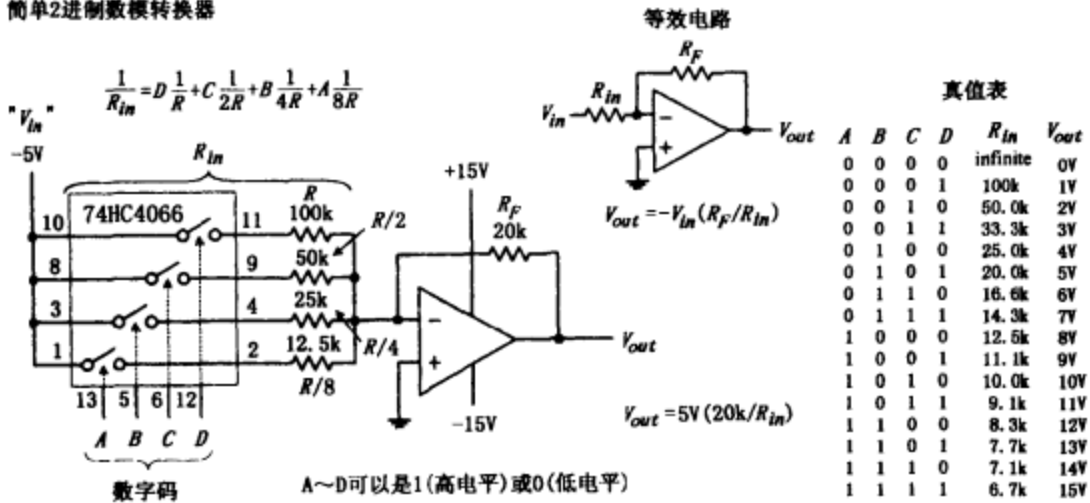 简单2进制数模转换器
1/R_in = D 1/R + C 1/2R + B 1/4R + A 1/8R
"V_in"
-5V
R_in
74HC4066
10
11
R
100k
R/2
8
9
50k
3
4
25k
R/4
1
2
12.5k
R/8
13
5
6
12
A
B
C
D
数字码
+15V
R_F
20k
-15V
V_out
A~D可以是1(高电平)或0(低电平)
等效电路
R_F
R_in
V_in
V_out
V_out=-V_in(R_F/R_in)
V_out=5V(20k/R_in)
真值表
A B C D R_in V_out
0 0 0 0 infinite 0V
0 0 0 1 100k 1V
0 0 1 0 50.0k 2V
0 0 1 1 33.3k 3V
0 1 0 0 25.0k 4V
0 1 0 1 20.0k 5V
0 1 1 0 16.6k 6V
0 1 1 1 14.3k 7V
1 0 0 0 12.5k 8V
1 0 0 1 11.1k 9V
1 0 1 0 10.0k 10V
1 0 1 1 9.1k 11V
1 1 0 0 8.3k 12V
1 1 0 1 7.7k 13V
1 1 1 0 7.1k 14V
1 1 1 1 6.7k 15V